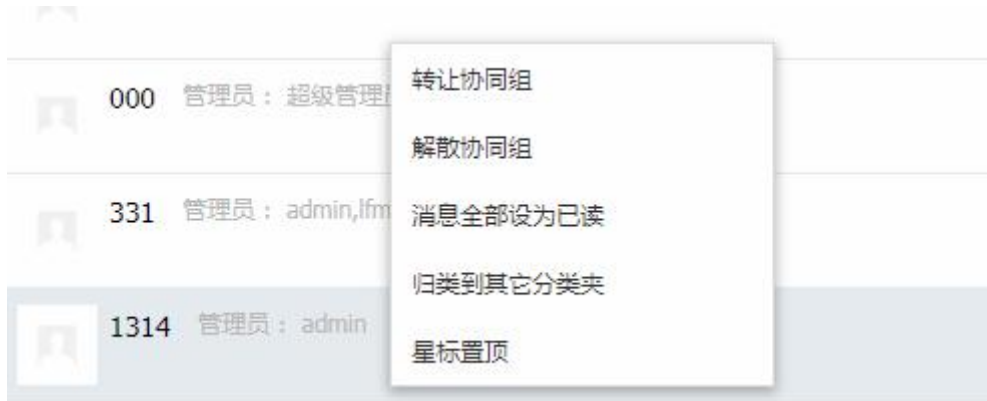 000 管理员： 超级管理
331 管理员： admin,lfm
1314 管理员： admin
转让协同组
解散协同组
消息全部设为已读
归类到其它分类夹
星标置顶